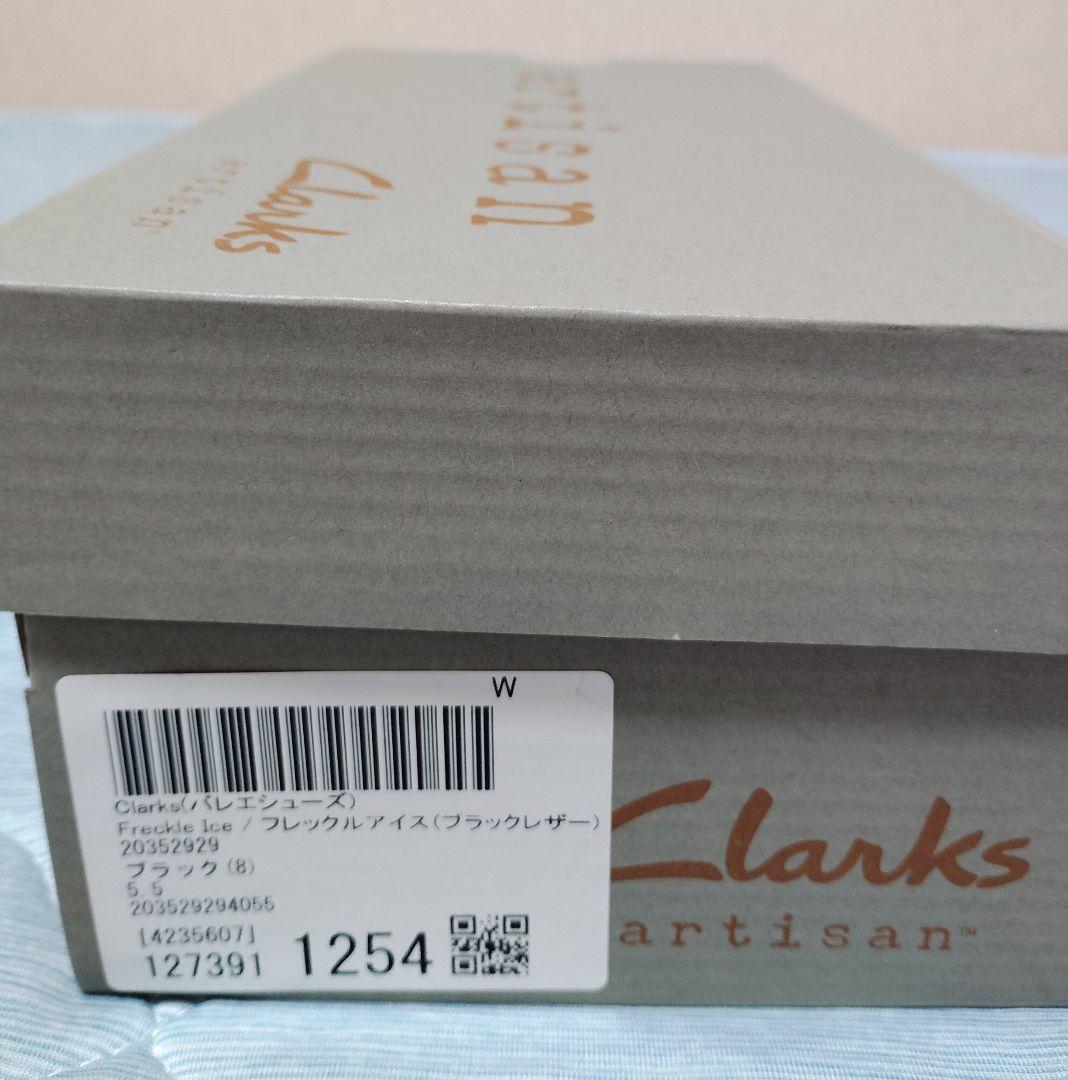 artisan
Clarks
artisan
W
Clarks(バレエシューズ)
Freckle Ice / フレックルアイス(ブラックレザー)
20352929
ブラック(8)
5.5
203529294055
[4235607]
127391 1254
Clarks
artisan™